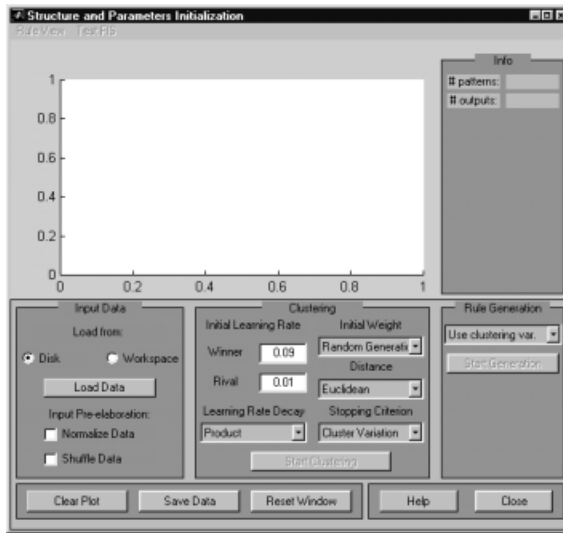 Structure and Parameters Initialization
Rule View Test FIS
Info
# patterns:
# outputs:
1
0.8
0.6
0.4
0.2
0
0 0.2 0.4 0.6 0.8 1
Input Data
Load from:
Disk Workspace
Load Data
Input Pre-elaboration:
Normalize Data
Shuffle Data
Clustering
Initial Learning Rate
Winner 0.09
Rival 0.01
Learning Rate Decay
Product
Initial Weight
Random Generati
Distance
Euclidean
Stopping Criterion
Cluster Variation
Start Clustering
Rule Generation
Use clustering var.
Start Generation
Clear Plot Save Data Reset Window Help Close